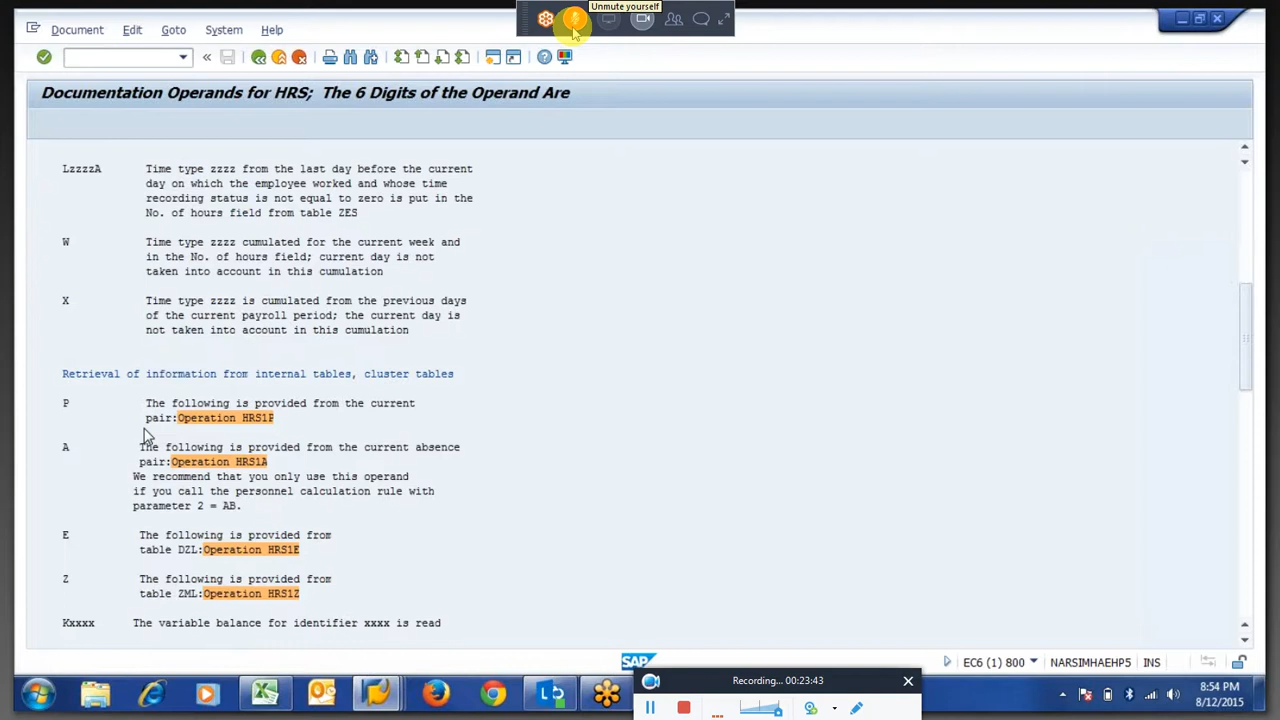 Unmute yourself
Document Edit Goto System Help
Documentation Operands for HRS; The 6 Digits of the Operand Are
LzzzzA Time type zzzz from the last day before the current
day on which the employee worked and whose time
recording status is not equal to zero is put in the
No. of hours field from table ZES
W Time type zzzz cumulated for the current week and
in the No. of hours field; current day is not
taken into account in this cumulation
X Time type zzzz is cumulated from the previous days
of the current payroll period; the current day is
not taken into account in this cumulation
Retrieval of information from internal tables, cluster tables
P The following is provided from the current
pair:Operation HRS1P
A The following is provided from the current absence
pair:Operation HRS1A
We recommend that you only use this operand
if you call the personnel calculation rule with
parameter 2 = AB.
E The following is provided from
table DZL:Operation HRS1E
Z The following is provided from
table ZML:Operation HRS1Z
Kxxxx The variable balance for identifier xxxx is read
SAP
EC6 (1) 800 NARSIMHAEHP5 INS
Recording... 00:23:43
8:54 PM
8/12/2015